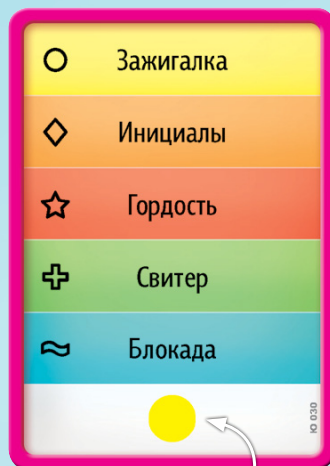 Зажигалка
Инициалы
Гордость
Свитер
Блокада
Ю 030